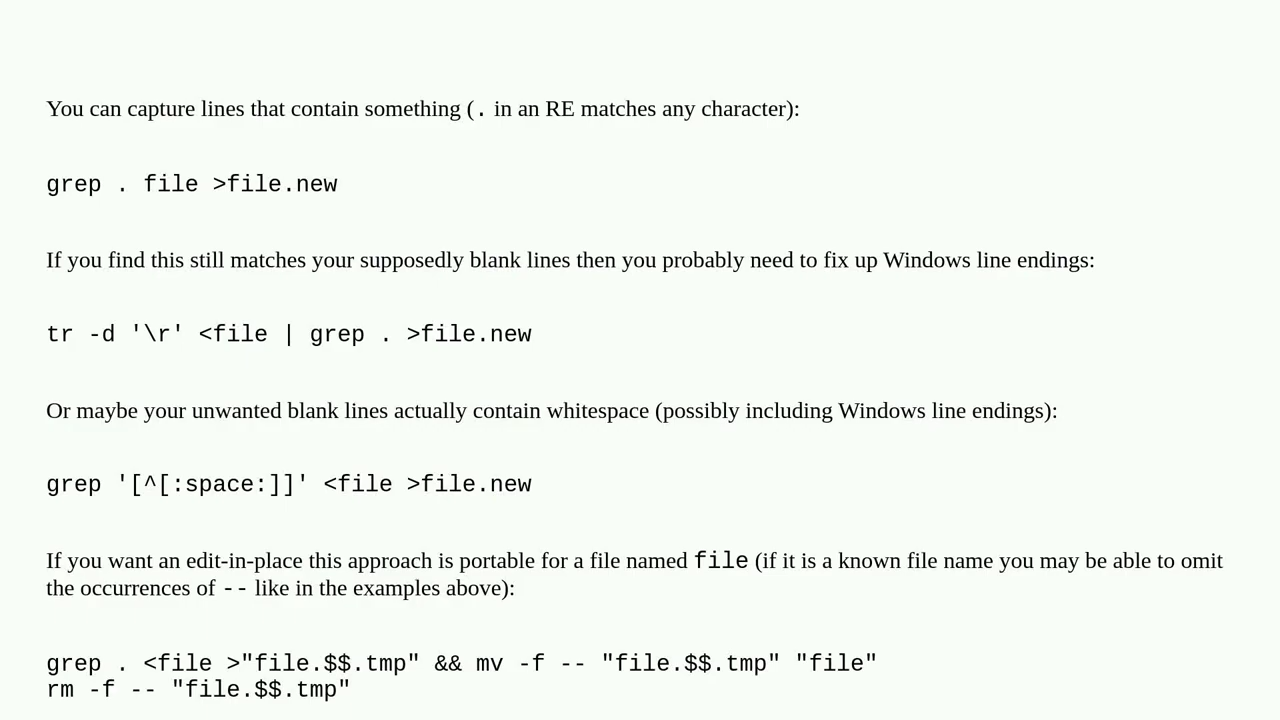 You can capture lines that contain something (. in an RE matches any character):
grep . file >file.new
If you find this still matches your supposedly blank lines then you probably need to fix up Windows line endings:
tr -d '\r' <file | grep . >file.new
Or maybe your unwanted blank lines actually contain whitespace (possibly including Windows line endings):
grep '[^[:space:]]' <file >file.new
If you want an edit-in-place this approach is portable for a file named file (if it is a known file name you may be able to omit
the occurrences of -- like in the examples above):
grep . <file >"file.$$.tmp" && mv -f -- "file.$$.tmp" "file"
rm -f -- "file.$$.tmp"